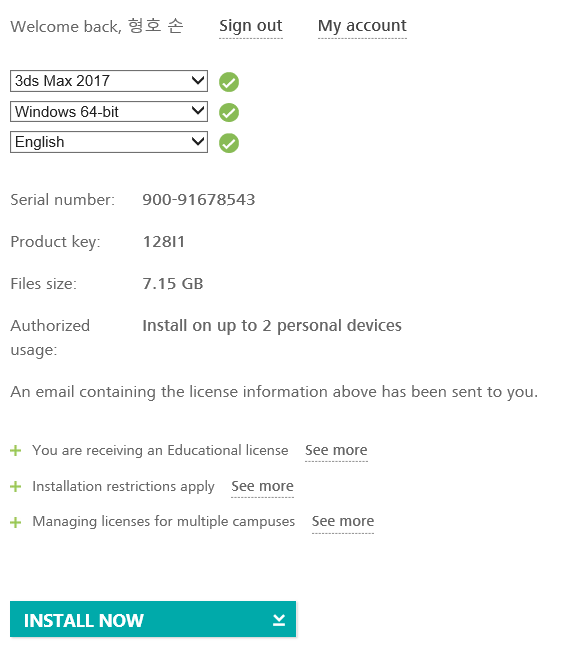 Welcome back, 형호 손 Sign out My account
3ds Max 2017
Windows 64-bit
English
Serial number: 900-91678543
Product key: 128I1
Files size: 7.15 GB
Authorized Install on up to 2 personal devices
usage:
An email containing the license information above has been sent to you.
+ You are receiving an Educational license See more
+ Installation restrictions apply See more
+ Managing licenses for multiple campuses See more
INSTALL NOW